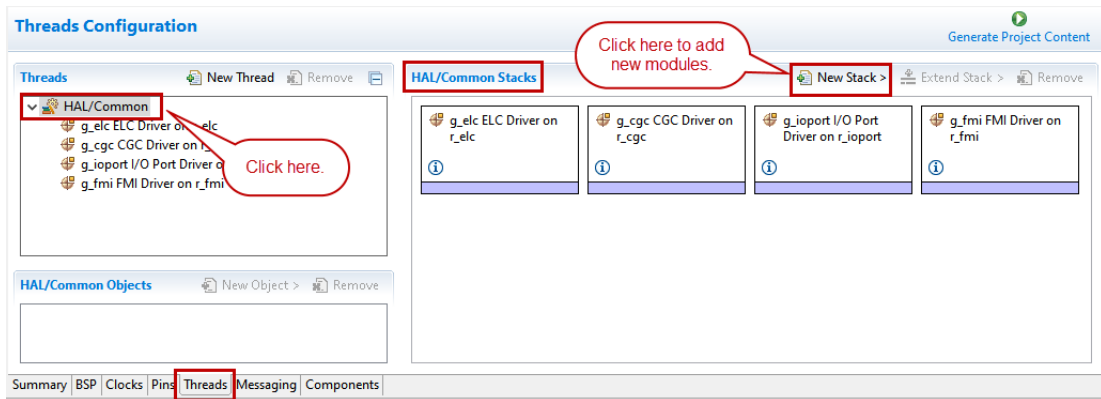 Threads Configuration
Generate Project Content
Click here to add
new modules.
Threads New Thread Remove
HAL/Common
g_elc ELC Driver on elc
g_cgc CGC Driver on r_
g_ioport I/O Port Driver o
g_fmi FMI Driver on r_fmi
Click here.
HAL/Common Stacks New Stack > Extend Stack > Remove
g_elc ELC Driver on
r_elc
g_cgc CGC Driver on
r_cgc
g_ioport I/O Port
Driver on r_ioport
g_fmi FMI Driver on
r_fmi
HAL/Common Objects New Object > Remove
Summary BSP Clocks Pins Threads Messaging Components